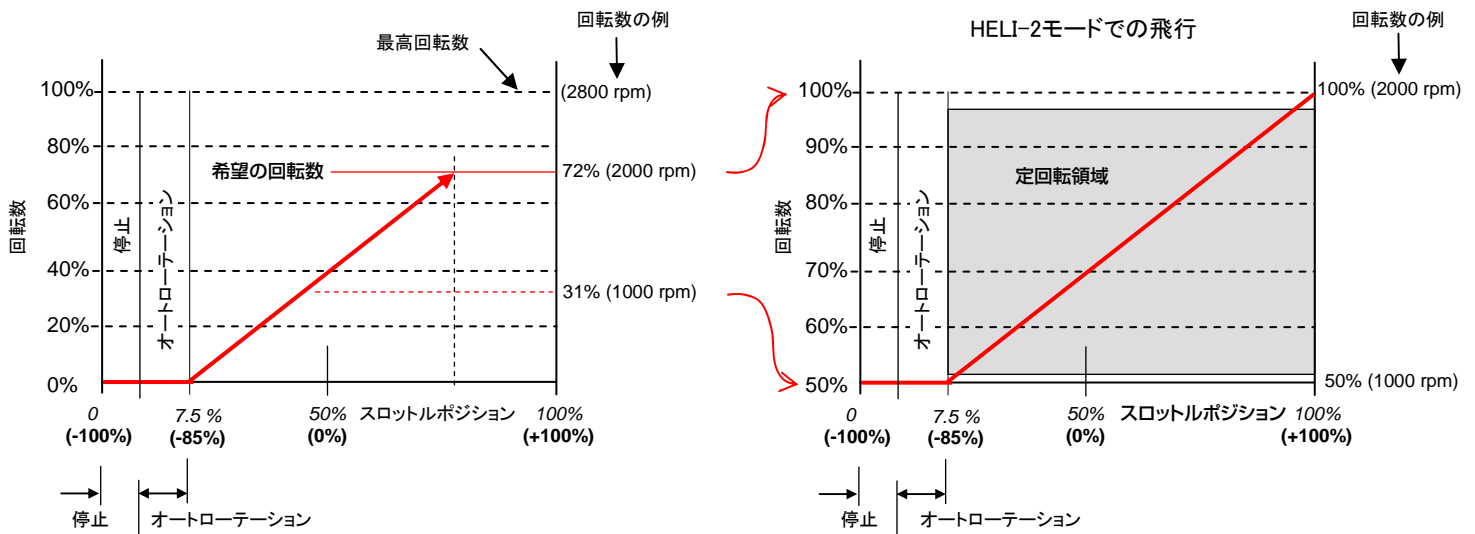 回転数の例
最高回転数
100%
(2800 rpm)
80%
希望の回転数
72% (2000 rpm)
60%
回転数
停止
オートローテーション
40%
31% (1000 rpm)
20%
0%
0
7.5 %
50%
スロットルポジション
100%
(-100%)
(-85%)
(0%)
(+100%)
停止
オートローテーション
HELI-2モードでの飛行
回転数の例
100%
100% (2000 rpm)
90%
定回転領域
80%
回転数
停止
オートローテーション
70%
60%
50%
50% (1000 rpm)
0
7.5 %
50%
スロットルポジション
100%
(-100%)
(-85%)
(0%)
(+100%)
停止
オートローテーション